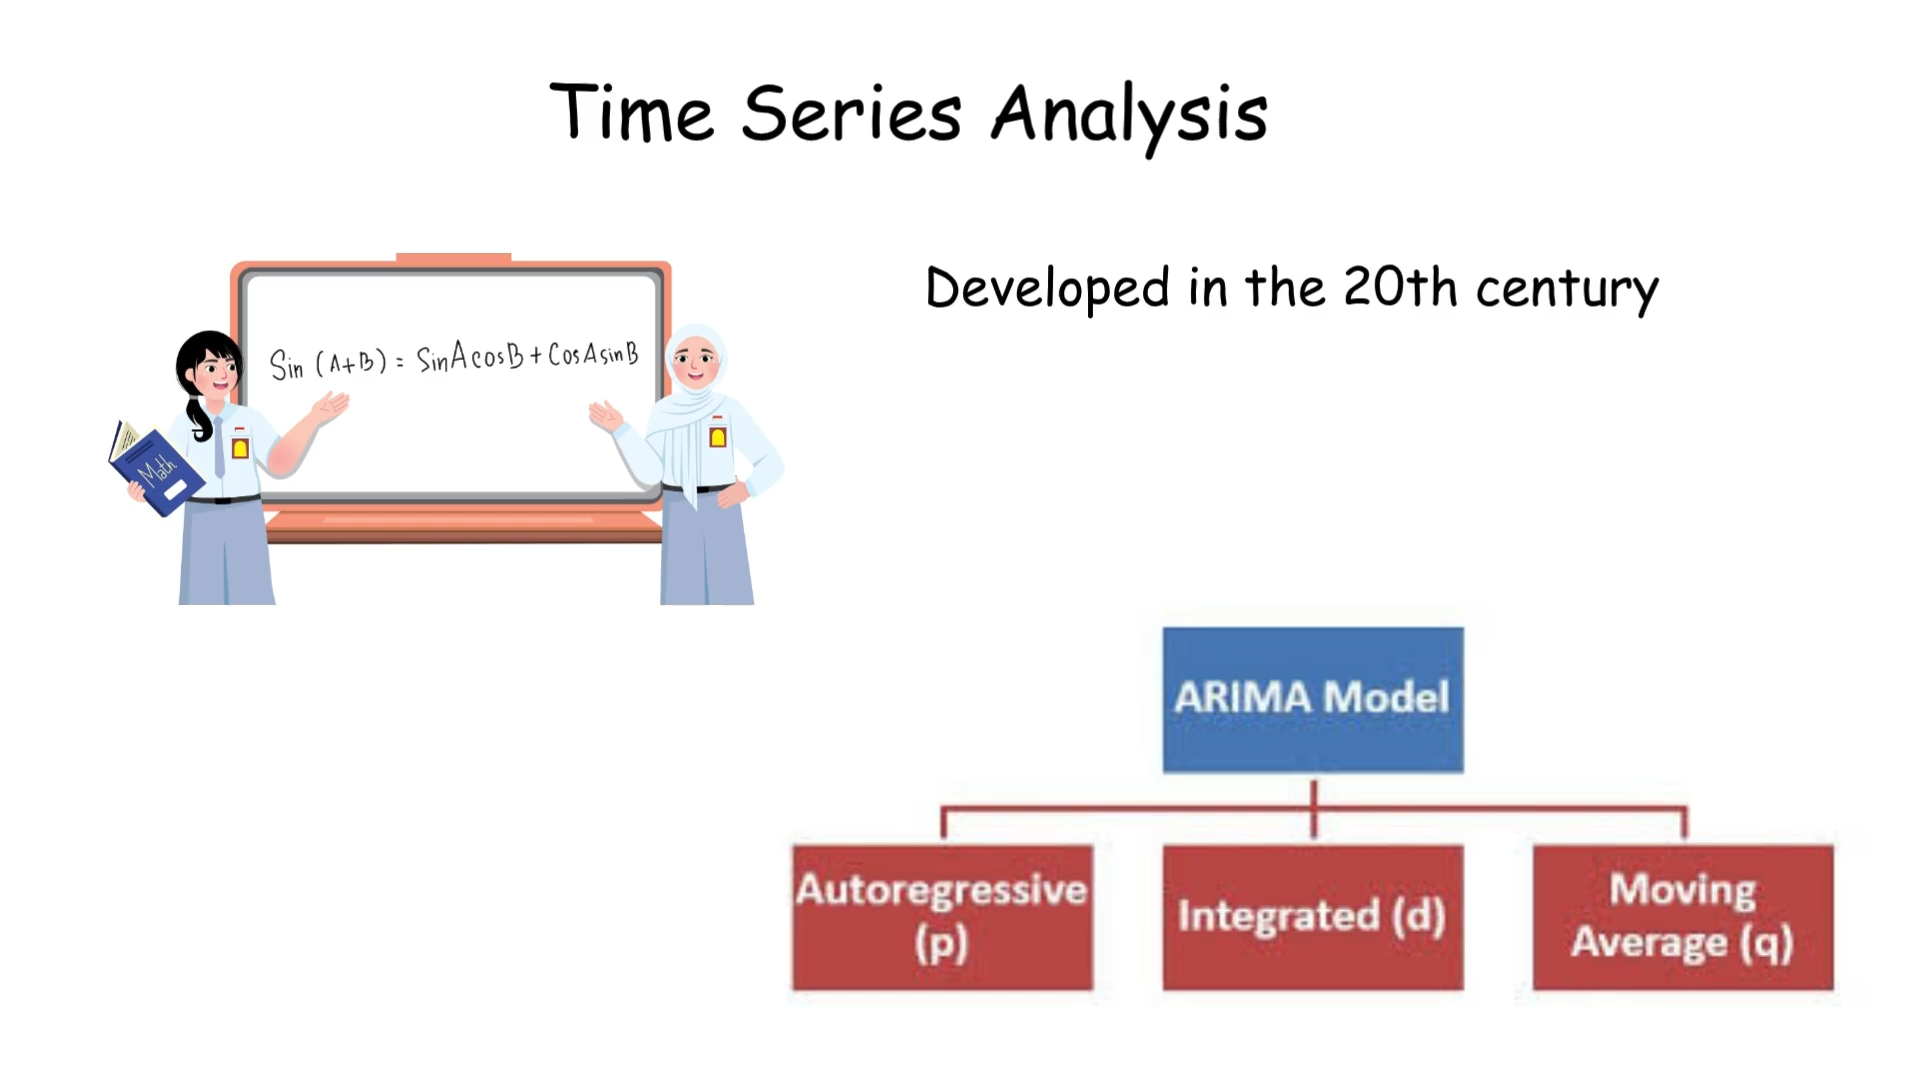 Time Series Analysis
Developed in the 20th century
Sin (A+B) = SinAcosB + CosAsinB
Math
ARIMA Model
Autoregressive
(p)
Integrated (d)
Moving
Average (q)